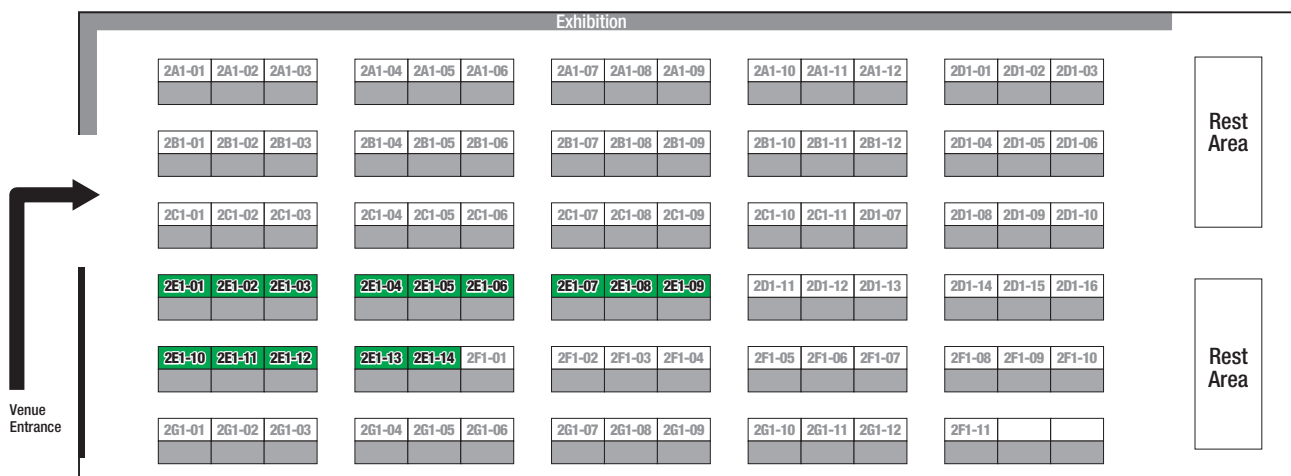 Exhibition
2A1-01 2A1-02 2A1-03 2A1-04 2A1-05 2A1-06 2A1-07 2A1-08 2A1-09 2A1-10 2A1-11 2A1-12 2D1-01 2D1-02 2D1-03
Rest
Area
2B1-01 2B1-02 2B1-03 2B1-04 2B1-05 2B1-06 2B1-07 2B1-08 2B1-09 2B1-10 2B1-11 2B1-12 2D1-04 2D1-05 2D1-06
2C1-01 2C1-02 2C1-03 2C1-04 2C1-05 2C1-06 2C1-07 2C1-08 2C1-09 2C1-10 2C1-11 2D1-07 2D1-08 2D1-09 2D1-10
2E1-01 2E1-02 2E1-03 2E1-04 2E1-05 2E1-06 2E1-07 2E1-08 2E1-09 2D1-11 2D1-12 2D1-13 2D1-14 2D1-15 2D1-16
Rest
Area
2E1-10 2E1-11 2E1-12 2E1-13 2E1-14 2F1-01 2F1-02 2F1-03 2F1-04 2F1-05 2F1-06 2F1-07 2F1-08 2F1-09 2F1-10
Venue
Entrance
2G1-01 2G1-02 2G1-03 2G1-04 2G1-05 2G1-06 2G1-07 2G1-08 2G1-09 2G1-10 2G1-11 2G1-12 2F1-11